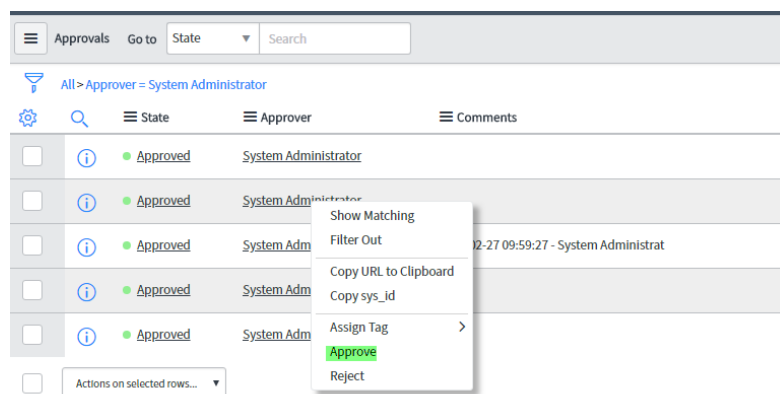 Approvals Go to State Search
All > Approver = System Administrator
State Approver Comments
Approved System Administrator
Approved System Administrator
Approved System Adm 02-27 09:59:27 - System Administrat
Approved System Adm
Approved System Adm
Show Matching
Filter Out
Copy URL to Clipboard
Copy sys_id
Assign Tag
Approve
Reject
Actions on selected rows...